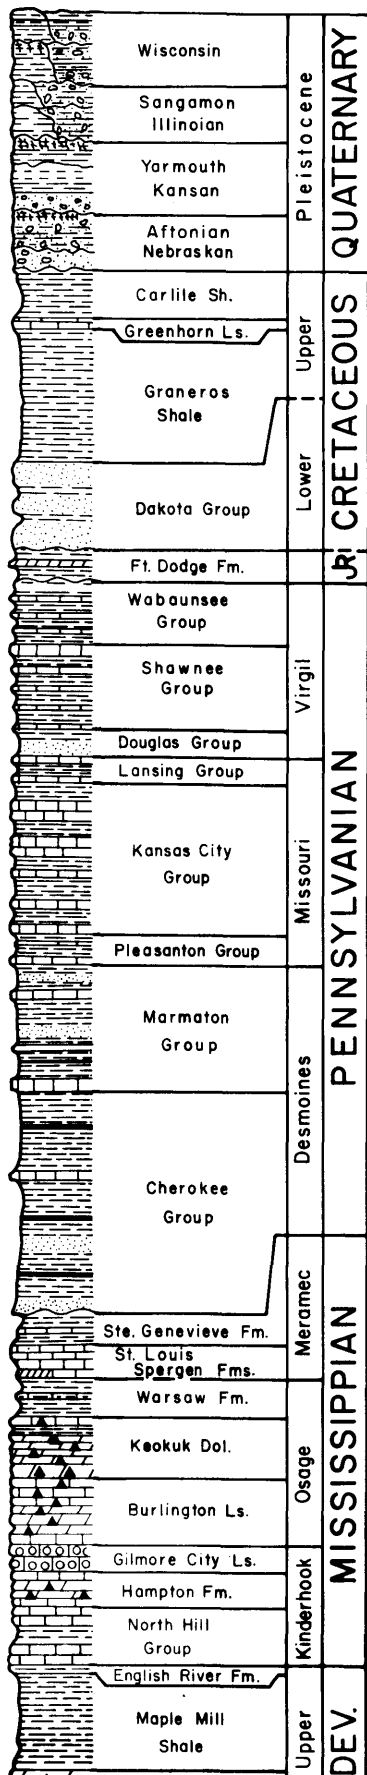 Wisconsin
Sangamon
Illinoian
Yarmouth
Kansan
Aftonian
Nebraskan
Pleistocene
QUATERNARY
Carlile Sh.
Greenhorn Ls.
Graneros
Shale
Dakota Group
Upper
Lower
CRETACEOUS
Ft. Dodge Fm.
JR
Wabaunsee
Group
Shawnee
Group
Douglas Group
Virgil
Lansing Group
Kansas City
Group
Pleasanton Group
Missouri
Marmaton
Group
Cherokee
Group
Desmoines
PENNSYLVANIAN
Ste. Genevieve Fm.
St. Louis
Spergen Fms.
Meramec
Warsaw Fm.
Keokuk Dol.
Burlington Ls.
Osage
Gilmore City Ls.
Hampton Fm.
North Hill
Group
Kinderhook
MISSISSIPPIAN
English River Fm.
Maple Mill
Shale
Upper
DEV.